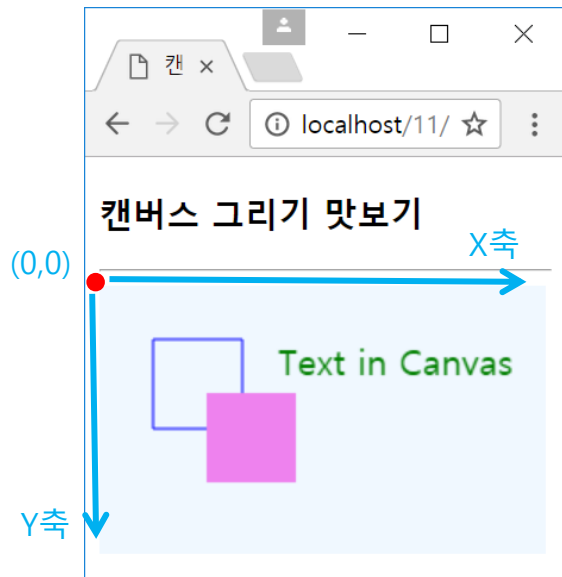 캔
localhost/11/
캔버스 그리기 맛보기
X축
(0,0)
Text in Canvas
Y축